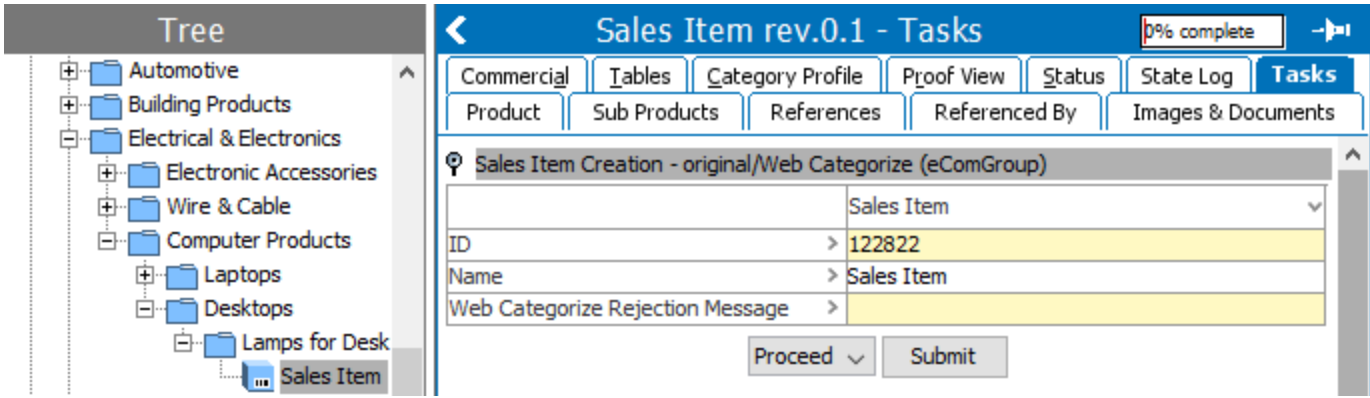 Tree
Automotive
Building Products
Electrical & Electronics
Electronic Accessories
Wire & Cable
Computer Products
Laptops
Desktops
Lamps for Desk
Sales Item
Sales Item rev.0.1 - Tasks
0% complete
Commercial Tables Category Profile Proof View Status State Log Tasks
Product Sub Products References Referenced By Images & Documents
Sales Item Creation - original/Web Categorize (eComGroup)
Sales Item
ID > 122822
Name > Sales Item
Web Categorize Rejection Message >
Proceed Submit